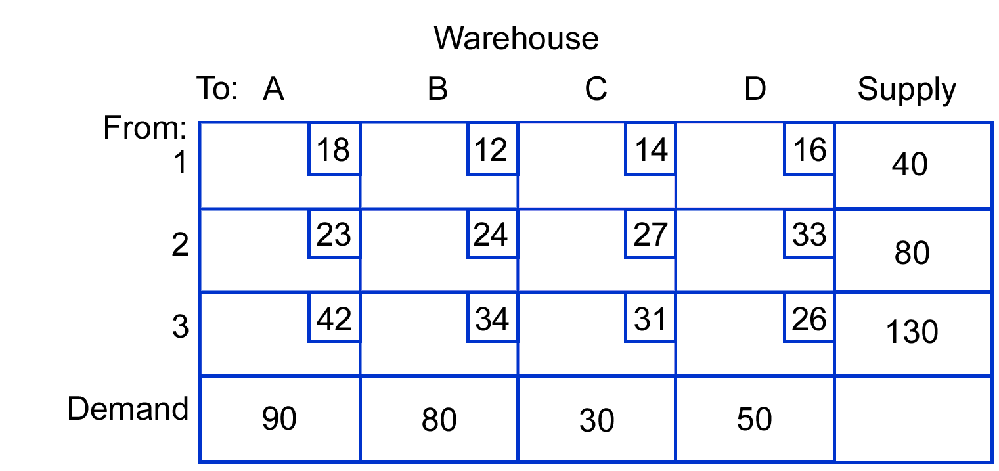 Warehouse
To: A B C D Supply
From:
1 18 12 14 16 40
2 23 24 27 33 80
3 42 34 31 26 130
Demand 90 80 30 50